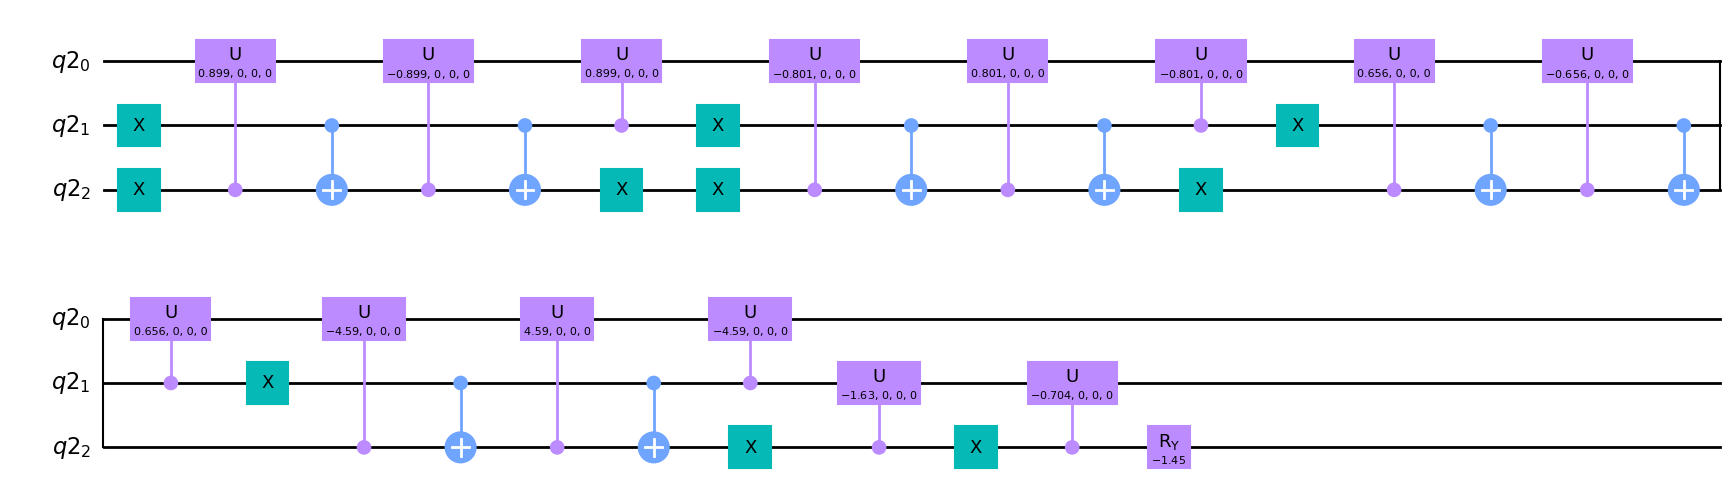 q2₀ U 0.899, 0, 0, 0 U −0.899, 0, 0, 0 U 0.899, 0, 0, 0 U −0.801, 0, 0, 0 U 0.801, 0, 0, 0 U −0.801, 0, 0, 0 U 0.656, 0, 0, 0 U −0.656, 0, 0, 0
q2₁ X X X
q2₂ X X X X
q2₀ U 0.656, 0, 0, 0 U −4.59, 0, 0, 0 U 4.59, 0, 0, 0 U −4.59, 0, 0, 0
q2₁ X U −1.63, 0, 0, 0 U −0.704, 0, 0, 0
q2₂ X X R_Y −1.45